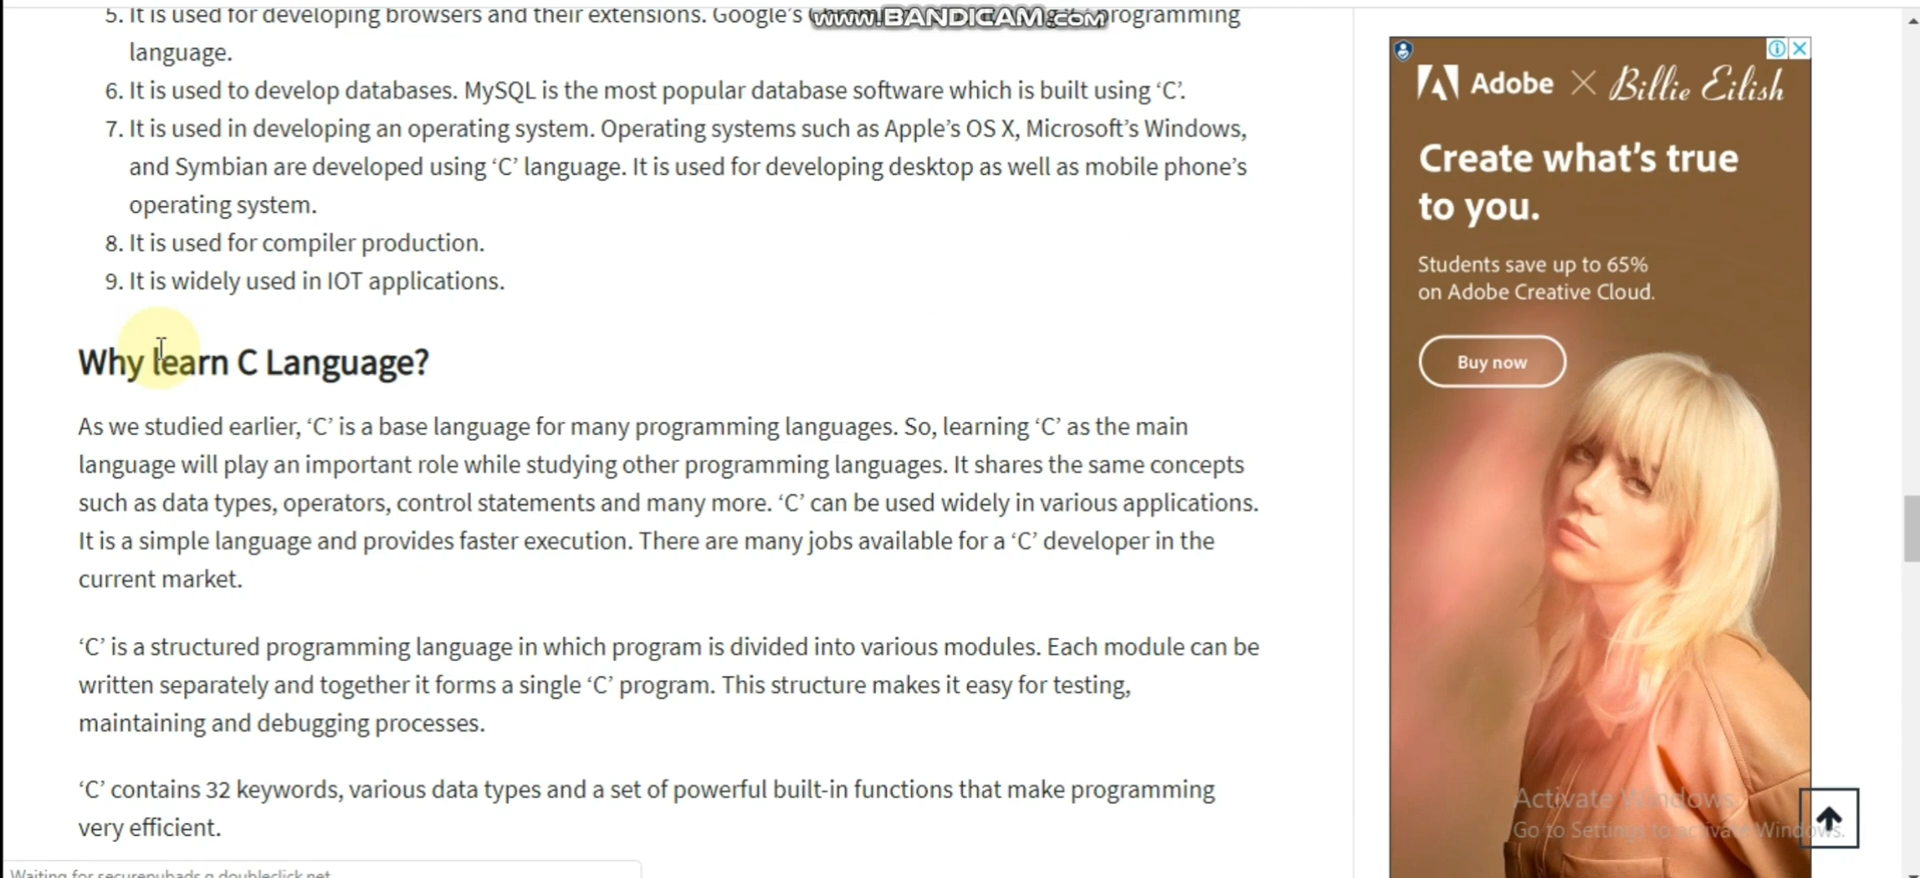 5. It is used for developing browsers and their extensions. Google's programming
WWW.BANDICAM.COM
language.
6. It is used to develop databases. MySQL is the most popular database software which is built using ‘C’.
7. It is used in developing an operating system. Operating systems such as Apple’s OS X, Microsoft’s Windows,
and Symbian are developed using ‘C’ language. It is used for developing desktop as well as mobile phone’s
operating system.
8. It is used for compiler production.
9. It is widely used in IOT applications.
Why learn C Language?
As we studied earlier, ‘C’ is a base language for many programming languages. So, learning ‘C’ as the main
language will play an important role while studying other programming languages. It shares the same concepts
such as data types, operators, control statements and many more. ‘C’ can be used widely in various applications.
It is a simple language and provides faster execution. There are many jobs available for a ‘C’ developer in the
current market.
‘C’ is a structured programming language in which program is divided into various modules. Each module can be
written separately and together it forms a single ‘C’ program. This structure makes it easy for testing,
maintaining and debugging processes.
‘C’ contains 32 keywords, various data types and a set of powerful built-in functions that make programming
very efficient.
Waiting for securepubads.g.doubleclick.net
Adobe × Billie Eilish
Create what’s true
to you.
Students save up to 65%
on Adobe Creative Cloud.
Buy now
Activate Windows
Go to Settings to activate Windows.